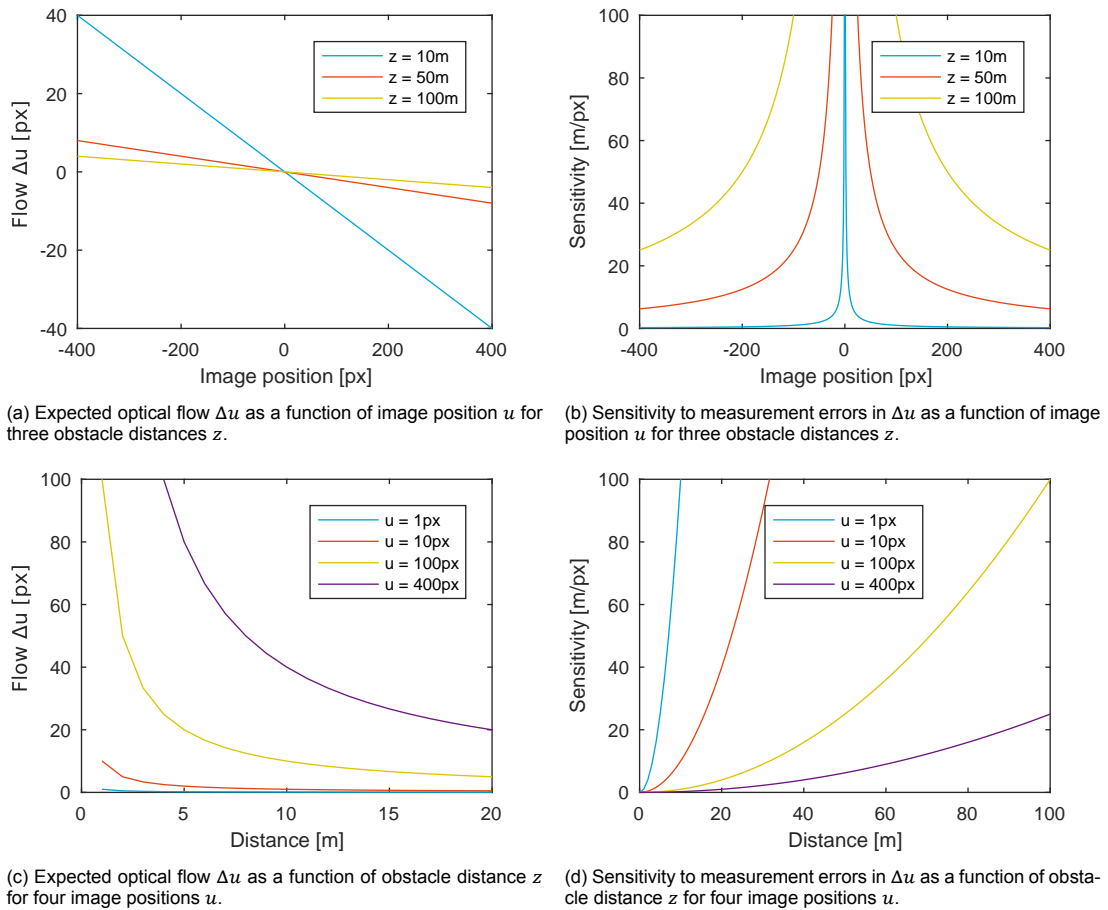 40
20
0
-20
-40
-400 -200 0 200 400
Flow Δu [px]
Image position [px]
z = 10m
z = 50m
z = 100m
100
80
60
40
20
0
-400 -200 0 200 400
Sensitivity [m/px]
Image position [px]
z = 10m
z = 50m
z = 100m
(a) Expected optical flow Δu as a function of image position u for
three obstacle distances z.
(b) Sensitivity to measurement errors in Δu as a function of image
position u for three obstacle distances z.
100
80
60
40
20
0
0 5 10 15 20
Flow Δu [px]
Distance [m]
u = 1px
u = 10px
u = 100px
u = 400px
100
80
60
40
20
0
0 20 40 60 80 100
Sensitivity [m/px]
Distance [m]
u = 1px
u = 10px
u = 100px
u = 400px
(c) Expected optical flow Δu as a function of obstacle distance z
for four image positions u.
(d) Sensitivity to measurement errors in Δu as a function of obsta-
cle distance z for four image positions u.